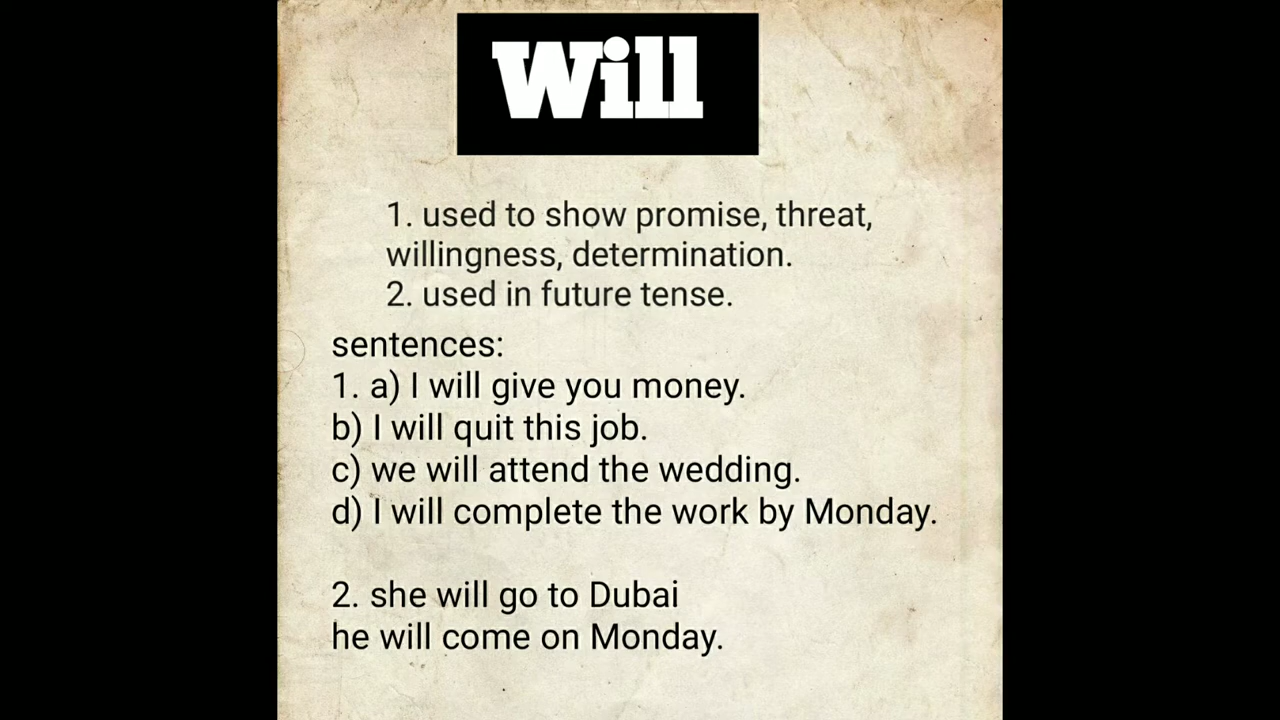 Will
1. used to show promise, threat,
willingness, determination.
2. used in future tense.
sentences:
1. a) I will give you money.
b) I will quit this job.
c) we will attend the wedding.
d) I will complete the work by Monday.
2. she will go to Dubai
he will come on Monday.